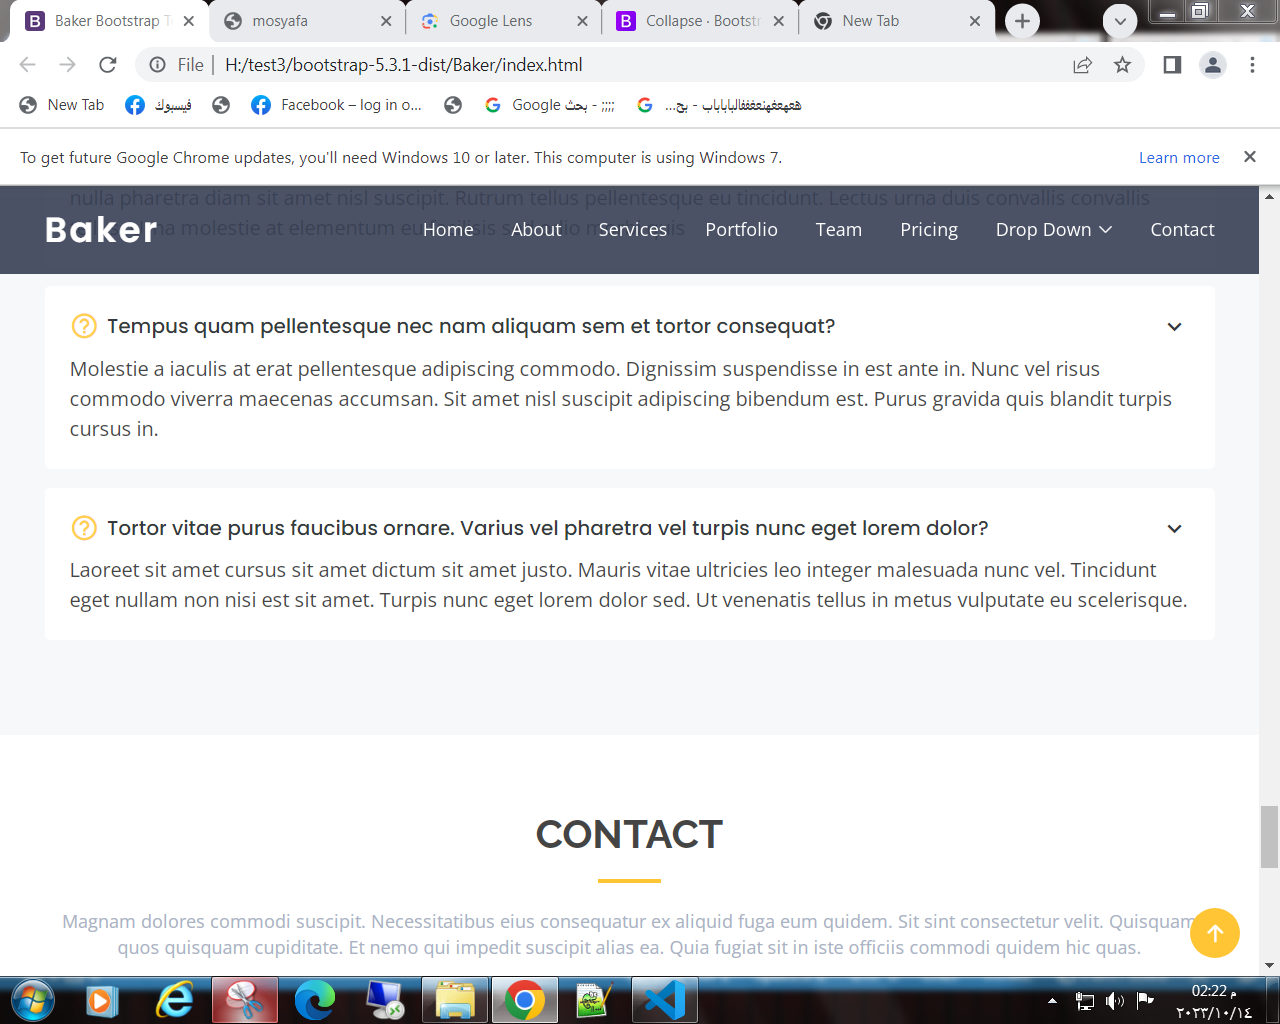 Baker Bootstrap T
mosyafa
Google Lens
Collapse · Bootst
New Tab
File
H:/test3/bootstrap-5.3.1-dist/Baker/index.html
New Tab
فيسبوك
Facebook – log in o...
Google بحث - ;;;;
To get future Google Chrome updates, you'll need Windows 10 or later. This computer is using Windows 7.
Learn more
nulla pharetra diam sit amet nisl suscipit. Rutrum tellus pellentesque eu tincidunt. Lectus urna duis convallis convallis
molestie at elementum eu
Baker
Home
About
Services
Portfolio
Team
Pricing
Drop Down
Contact
Tempus quam pellentesque nec nam aliquam sem et tortor consequat?
Molestie a iaculis at erat pellentesque adipiscing commodo. Dignissim suspendisse in est ante in. Nunc vel risus
commodo viverra maecenas accumsan. Sit amet nisl suscipit adipiscing bibendum est. Purus gravida quis blandit turpis
cursus in.
Tortor vitae purus faucibus ornare. Varius vel pharetra vel turpis nunc eget lorem dolor?
Laoreet sit amet cursus sit amet dictum sit amet justo. Mauris vitae ultricies leo integer malesuada nunc vel. Tincidunt
eget nullam non nisi est sit amet. Turpis nunc eget lorem dolor sed. Ut venenatis tellus in metus vulputate eu scelerisque.
CONTACT
Magnam dolores commodi suscipit. Necessitatibus eius consequatur ex aliquid fuga eum quidem. Sit sint consectetur velit. Quisquam
quos quisquam cupiditate. Et nemo qui impedit suscipit alias ea. Quia fugiat sit in iste officiis commodi quidem hic quas.
02:22 م
٢٠٢٣/١٠/١٤